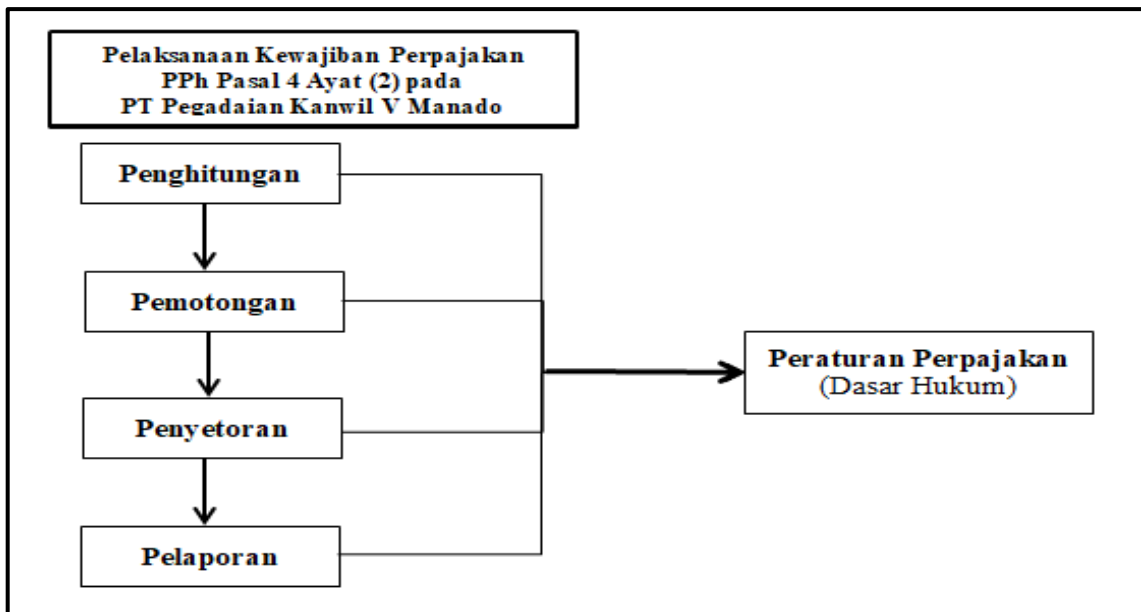 Pelaksanaan Kewajiban Perpajakan
PPh Pasal 4 Ayat (2) pada
PT Pegadaian Kanwil V Manado
Penghitungan
Pemotongan
Penyetoran
Pelaporan
Peraturan Perpajakan
(Dasar Hukum)